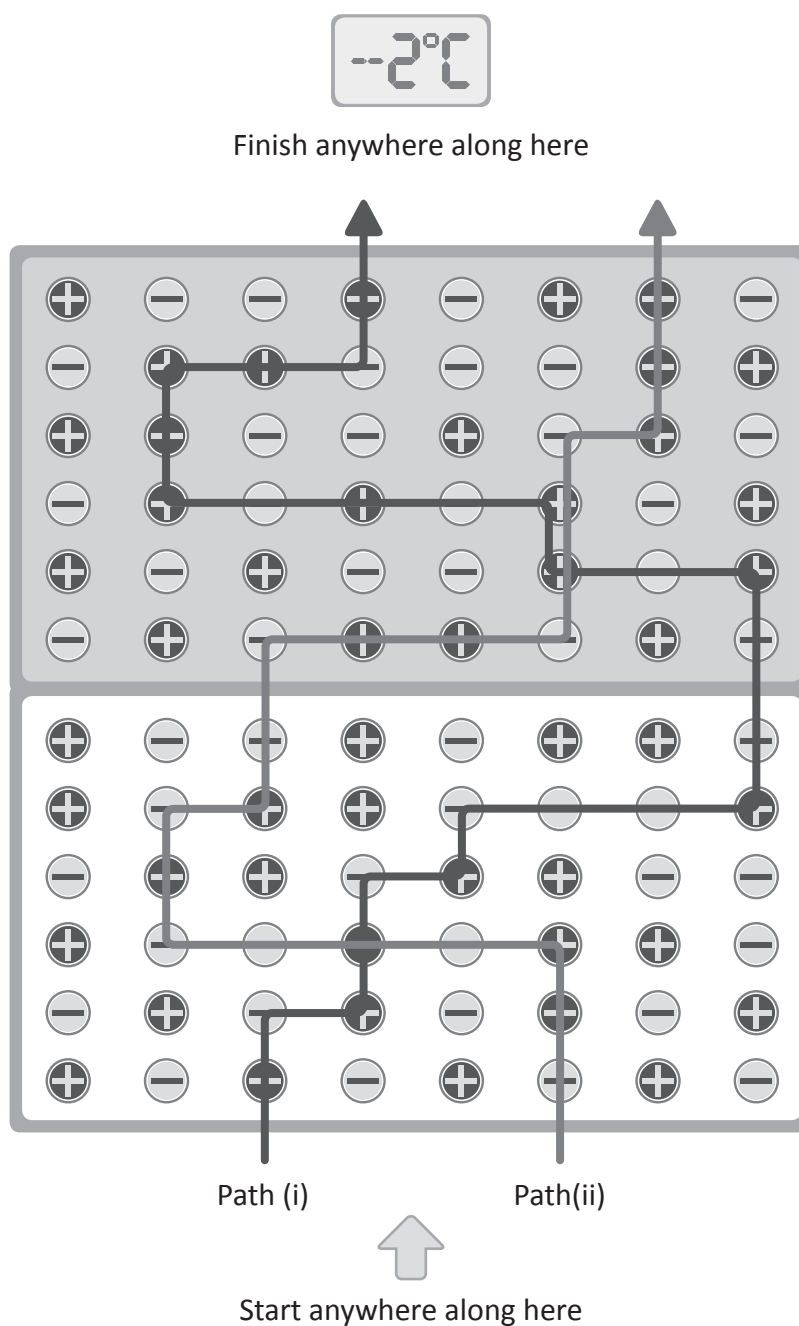 --2°C
Finish anywhere along here
Path (i) Path(ii)
Start anywhere along here